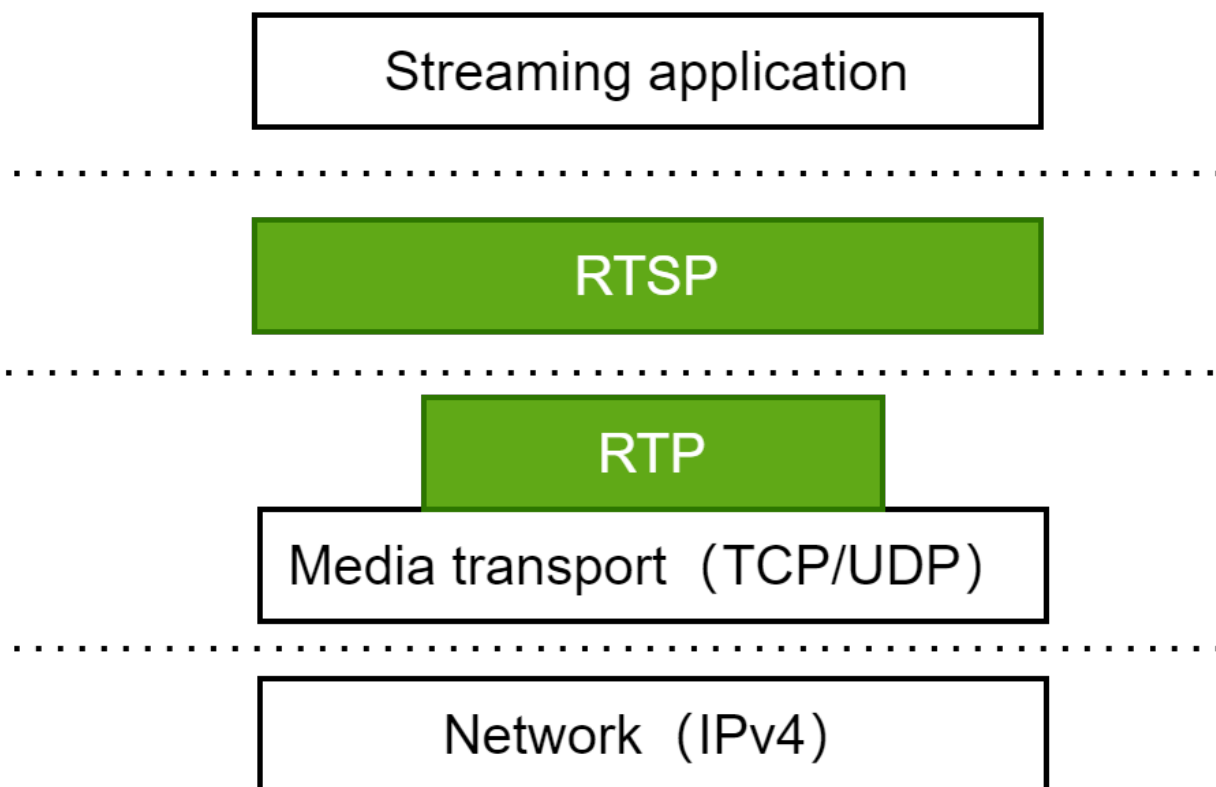 Streaming application
RTSP
RTP
Media transport（TCP/UDP）
Network（IPv4）